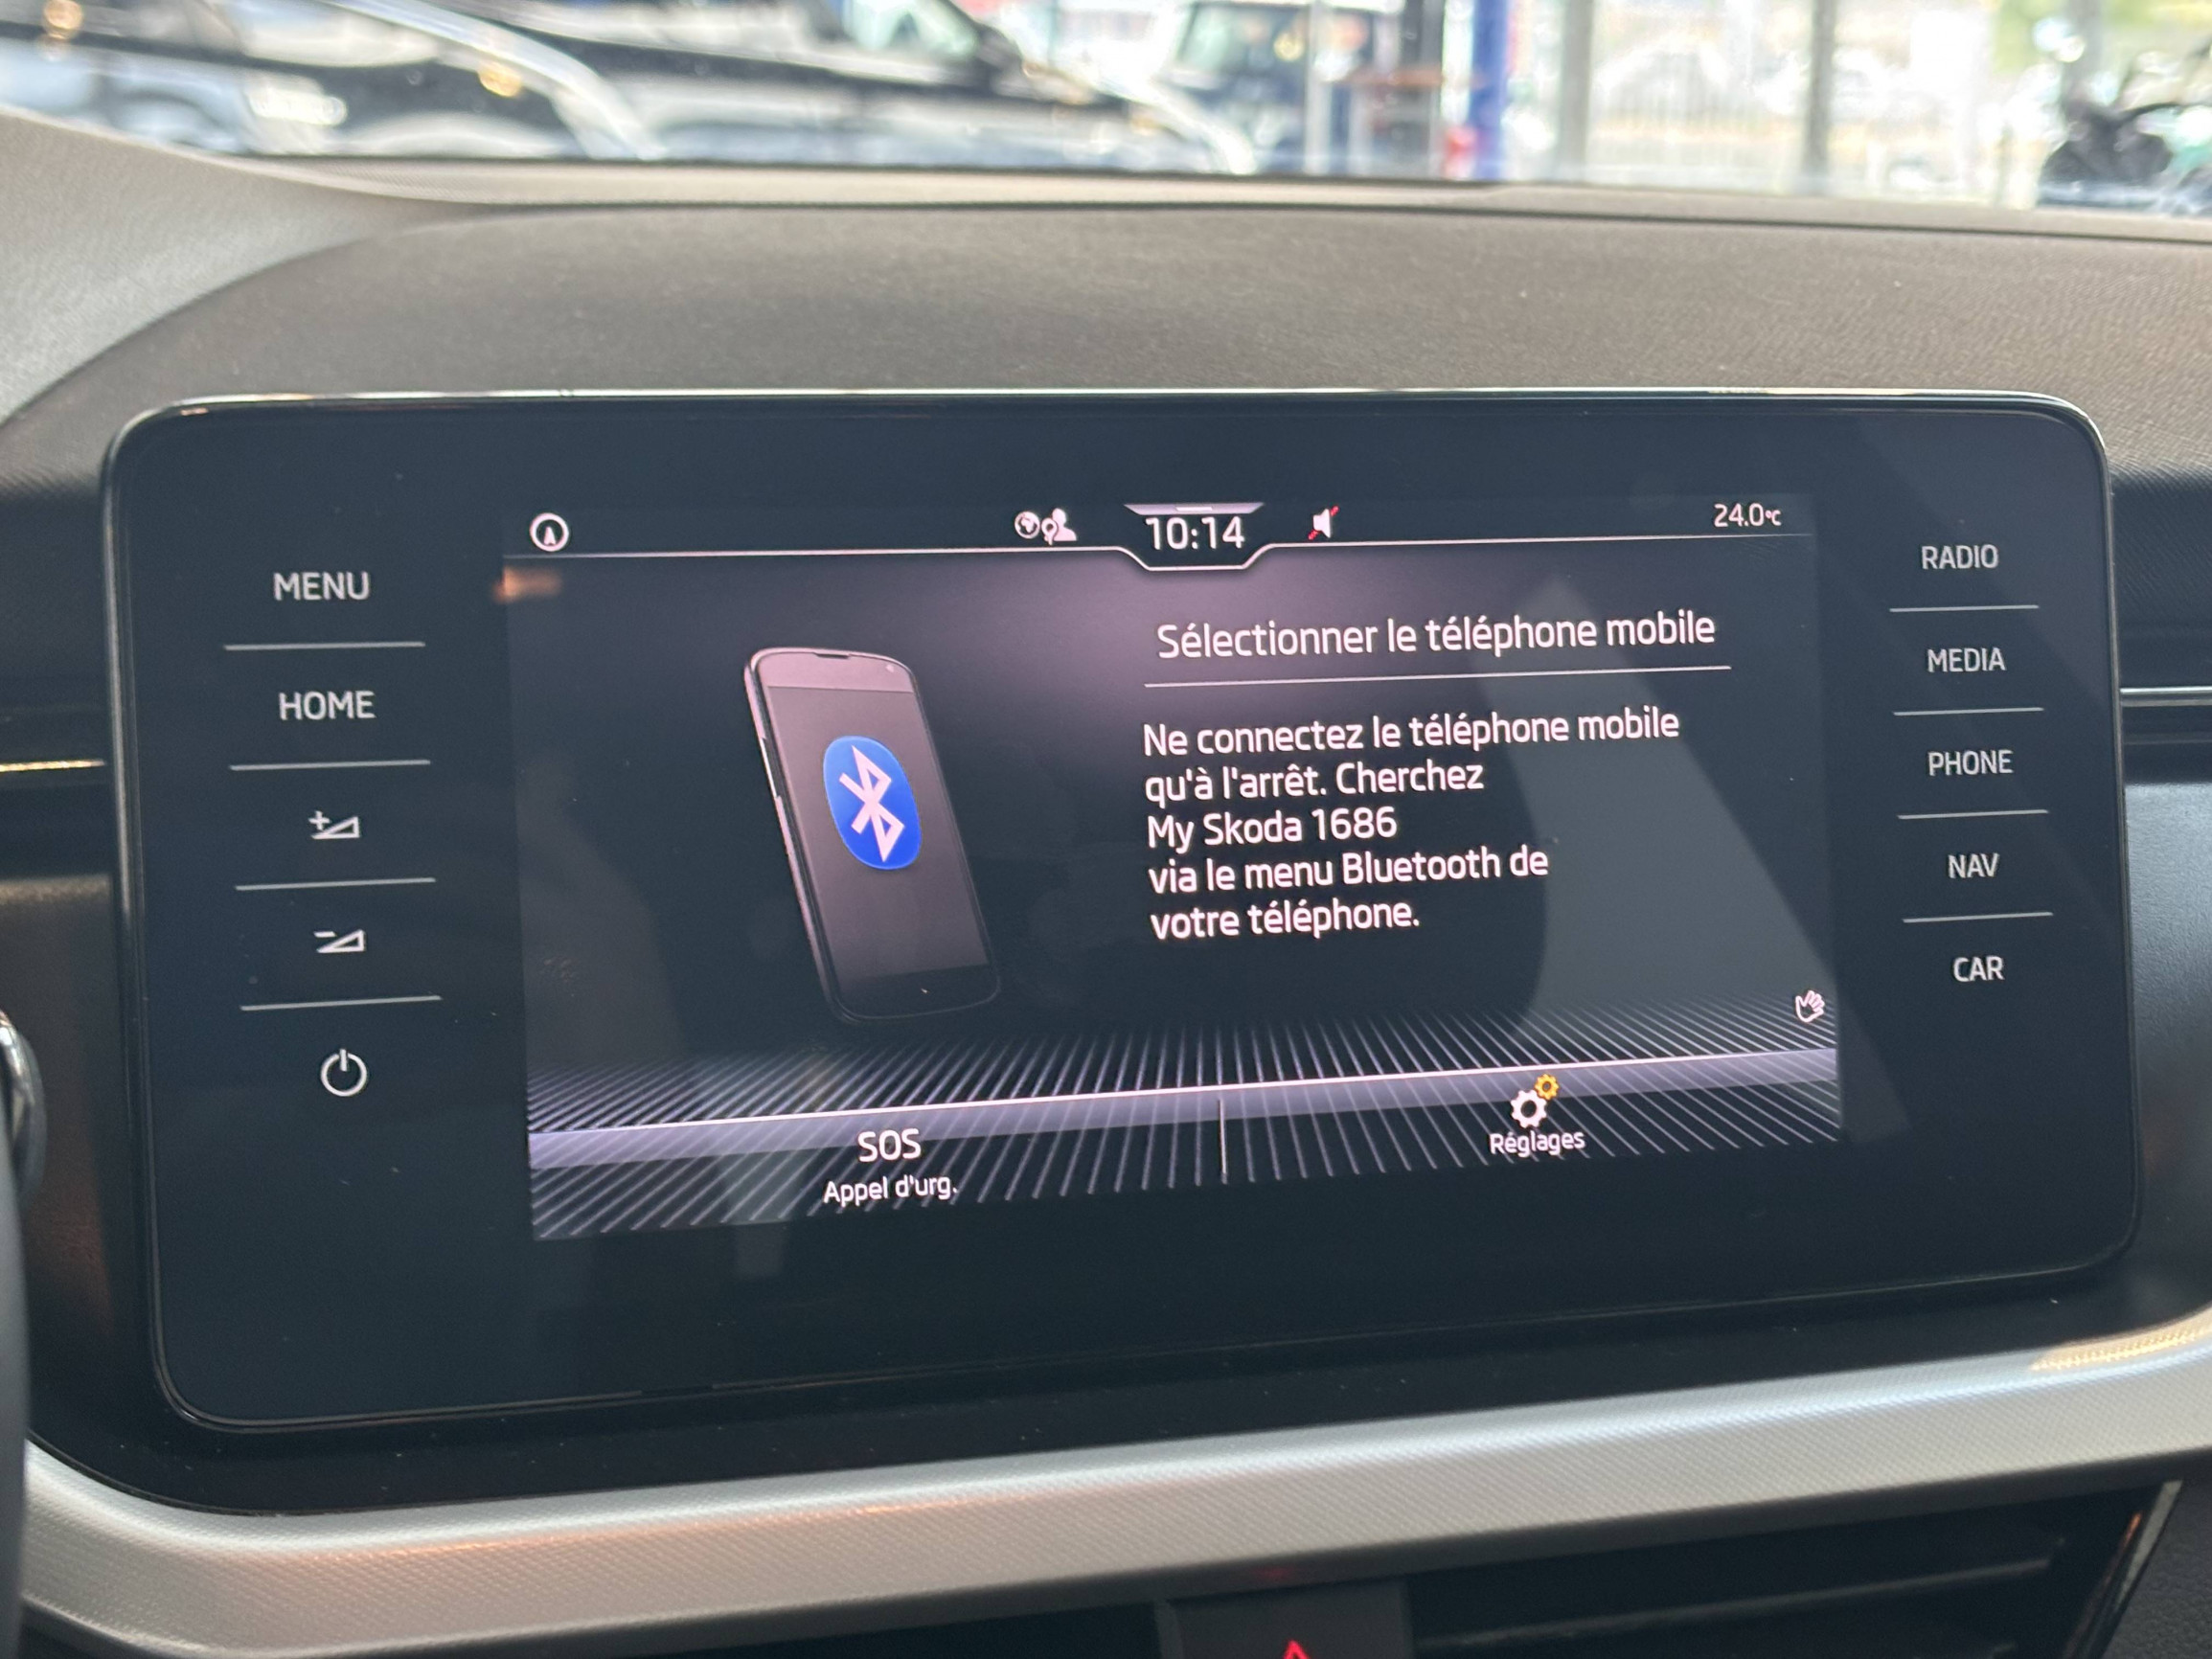 10:14
24.0°C
MENU
HOME
RADIO
MEDIA
PHONE
NAV
CAR
Sélectionner le téléphone mobile
Ne connectez le téléphone mobile
qu'à l'arrêt. Cherchez
My Skoda 1686
via le menu Bluetooth de
votre téléphone.
SOS
Appel d'urg.
Réglages